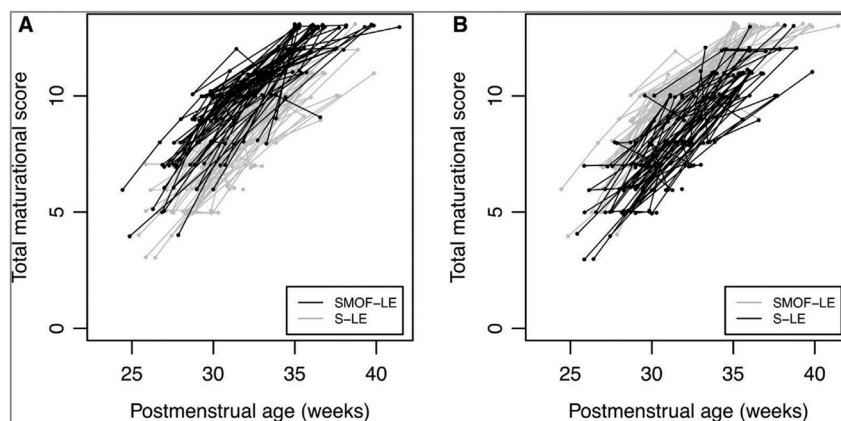 A
Total maturational score
10
5
0
SMOF-LE
S-LE
25 30 35 40
Postmenstrual age (weeks)
B
Total maturational score
10
5
0
SMOF-LE
S-LE
25 30 35 40
Postmenstrual age (weeks)